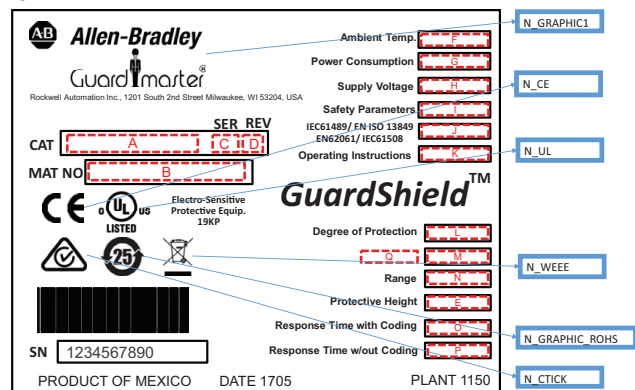 AB Allen-Bradley
Guardmaster®
Rockwell Automation Inc., 1201 South 2nd Street Milwaukee, WI 53204, USA
Ambient Temp. F
Power Consumption G
Supply Voltage H
Safety Parameters I
IEC61489/ EN ISO 13849
EN62061/ IEC61508 J
Operating Instructions K
SER REV
CAT A C D
MAT NO B
GuardShield™
CE
c UL us
LISTED
Electro-Sensitive
Protective Equip.
19KP
25
Degree of Protection L
Q M
Range N
Protective Height E
Response Time with Coding O
Response Time w/out Coding P
SN 1234567890
PRODUCT OF MEXICO DATE 1705 PLANT 1150
N_GRAPHIC1
N_CE
N_UL
N_WEEE
N_GRAPHIC_ROHS
N_CTICK